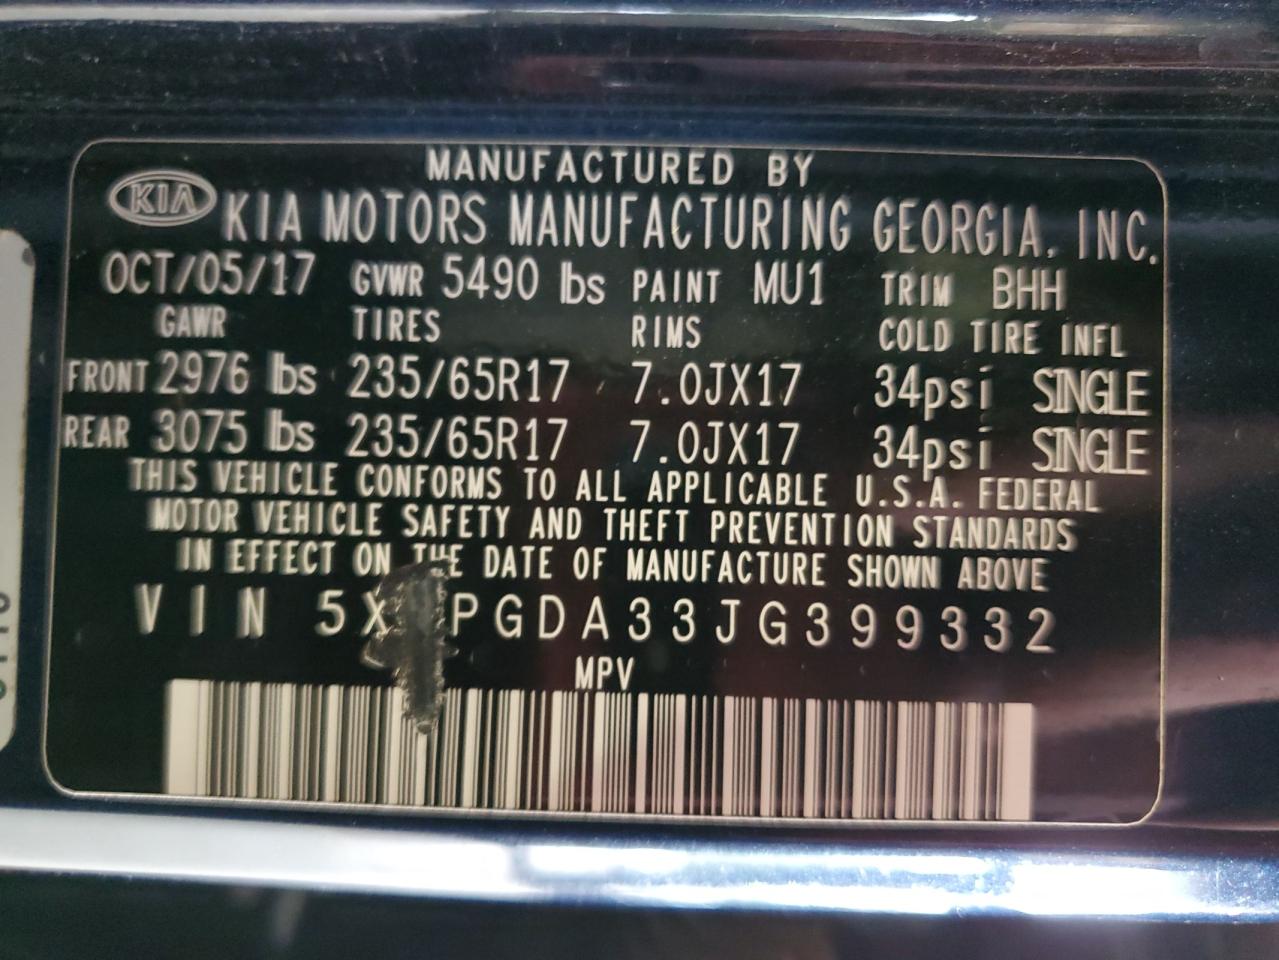 MANUFACTURED BY
KIA KIA MOTORS MANUFACTURING GEORGIA, INC.
OCT/05/17 GVWR 5490 lbs PAINT MU1 TRIM BHH
GAWR TIRES RIMS COLD TIRE INFL
FRONT 2976 lbs 235/65R17 7.0JX17 34psi SINGLE
REAR 3075 lbs 235/65R17 7.0JX17 34psi SINGLE
THIS VEHICLE CONFORMS TO ALL APPLICABLE U.S.A. FEDERAL
MOTOR VEHICLE SAFETY AND THEFT PREVENTION STANDARDS
IN EFFECT ON THE DATE OF MANUFACTURE SHOWN ABOVE
VIN 5X PGDA33JG399332
MPV